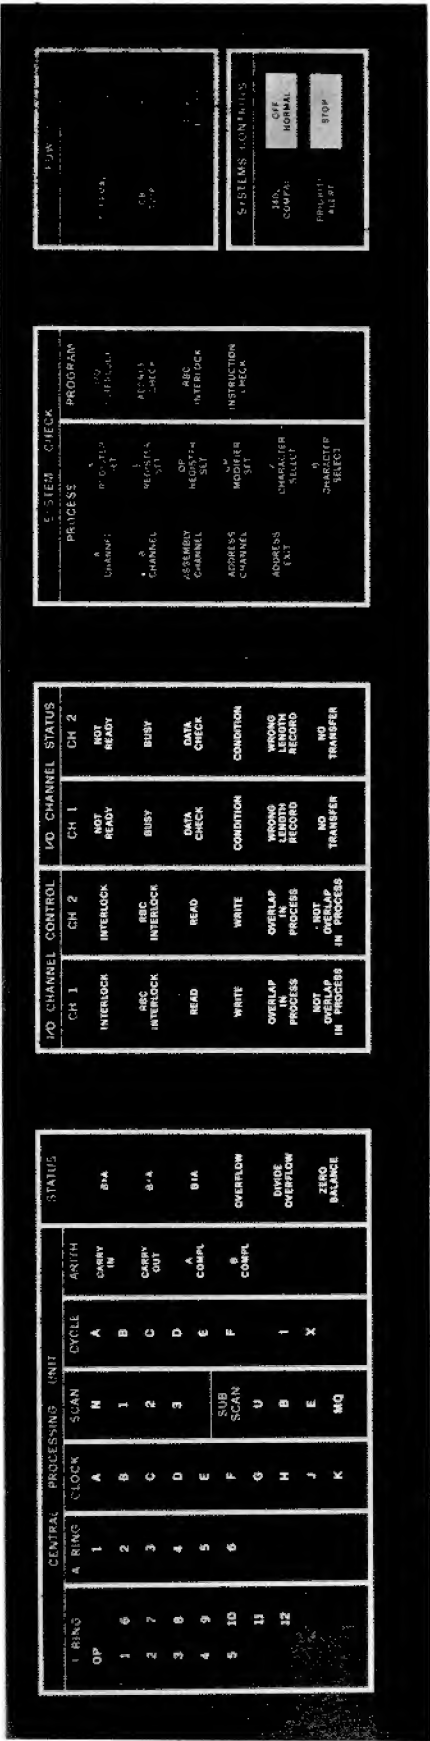 CENTRAL PROCESSING UNIT
I RING
OP
1 6
2 7
3 8
4 9
5 10
11
12
A RING
1
2
3
4
5
6
CLOCK
A
B
C
D
E
F
G
H
J
K
SCAN
N
1
2
3
SUB
SCAN
U
B
E
MQ
CYCLE
A
B
C
D
E
F
I
X
ARITH
CARRY
IN
CARRY
OUT
A
COMPL
B
COMPL
STATUS
OVERFLOW
DIVIDE
OVERFLOW
ZERO
BALANCE
I/O CHANNEL CONTROL
CH 1
INTERLOCK
RBC
INTERLOCK
READ
WRITE
OVERLAP
IN
PROCESS
NOT
OVERLAP
IN PROCESS
CH 2
INTERLOCK
RBC
INTERLOCK
READ
WRITE
OVERLAP
IN
PROCESS
NOT
OVERLAP
IN PROCESS
I/O CHANNEL STATUS
CH 1
NOT
READY
BUSY
DATA
CHECK
CONDITION
WRONG
LENGTH
RECORD
NO
TRANSFER
CH 2
NOT
READY
BUSY
DATA
CHECK
CONDITION
WRONG
LENGTH
RECORD
NO
TRANSFER
SYSTEM CHECK
PROCESS
A
CHANNEL
B
CHANNEL
ASSEMBLY
CHANNEL
ADDRESS
CHANNEL
ADDRESS
EXIT
REGISTER
SET
REGISTER
SET
OP
REGISTER
SET
OP
MODIFIER
SET
A
CHARACTER
SELECT
B
CHARACTER
SELECT
PROGRAM
I/O
INTERLOCK
CHECK
RBC
INTERLOCK
INSTRUCTION
CHECK
POW
SYSTEMS CONTROLS
COMPAT
PRIORITY
ALERT
OFF
NORMAL
STOP